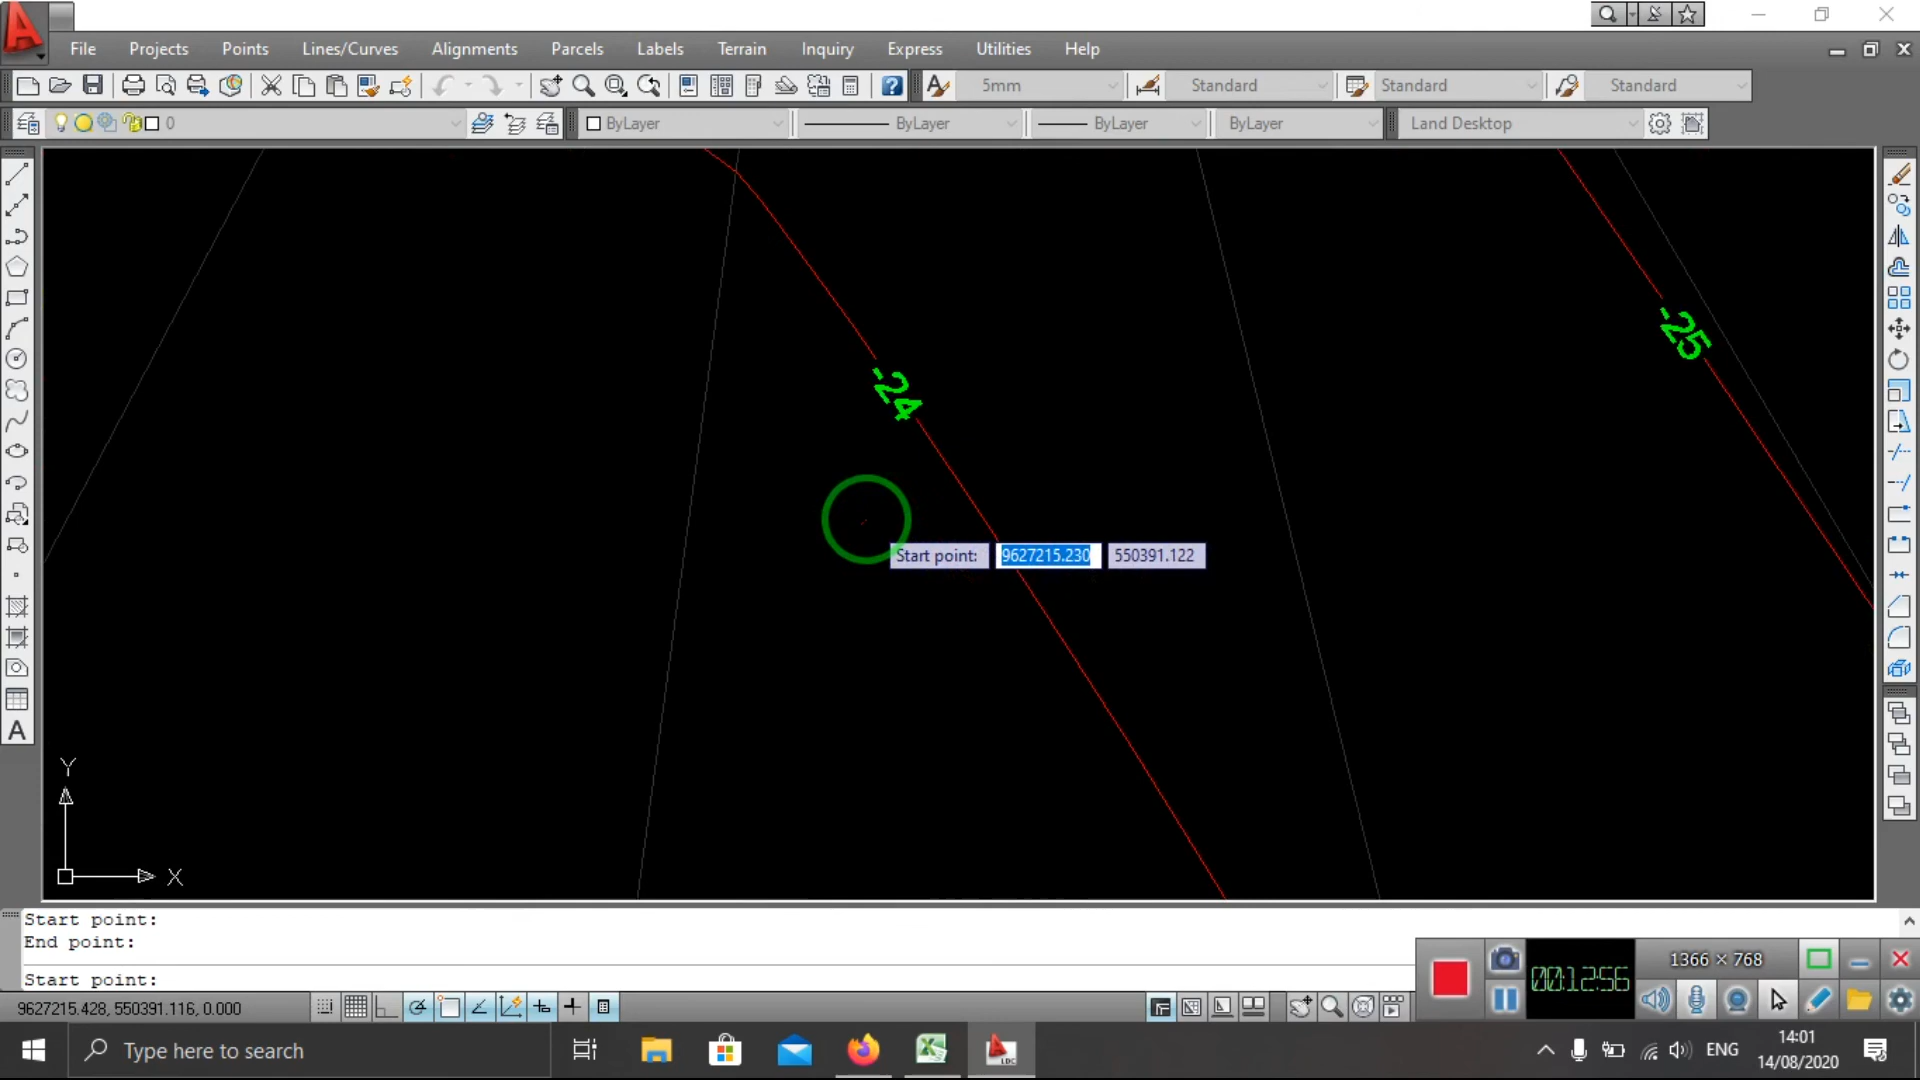 File Projects Points Lines/Curves Alignments Parcels Labels Terrain Inquiry Express Utilities Help
5mm Standard Standard Standard
0 ByLayer ByLayer ByLayer ByLayer Land Desktop
-25
-24
Start point: 9627215.230 550391.122
Y
X
Start point:
End point:
Start point:
1366 × 768
00:12:56
9627215.428, 550391.116, 0.000
Type here to search
LDC
ENG
14:01
14/08/2020